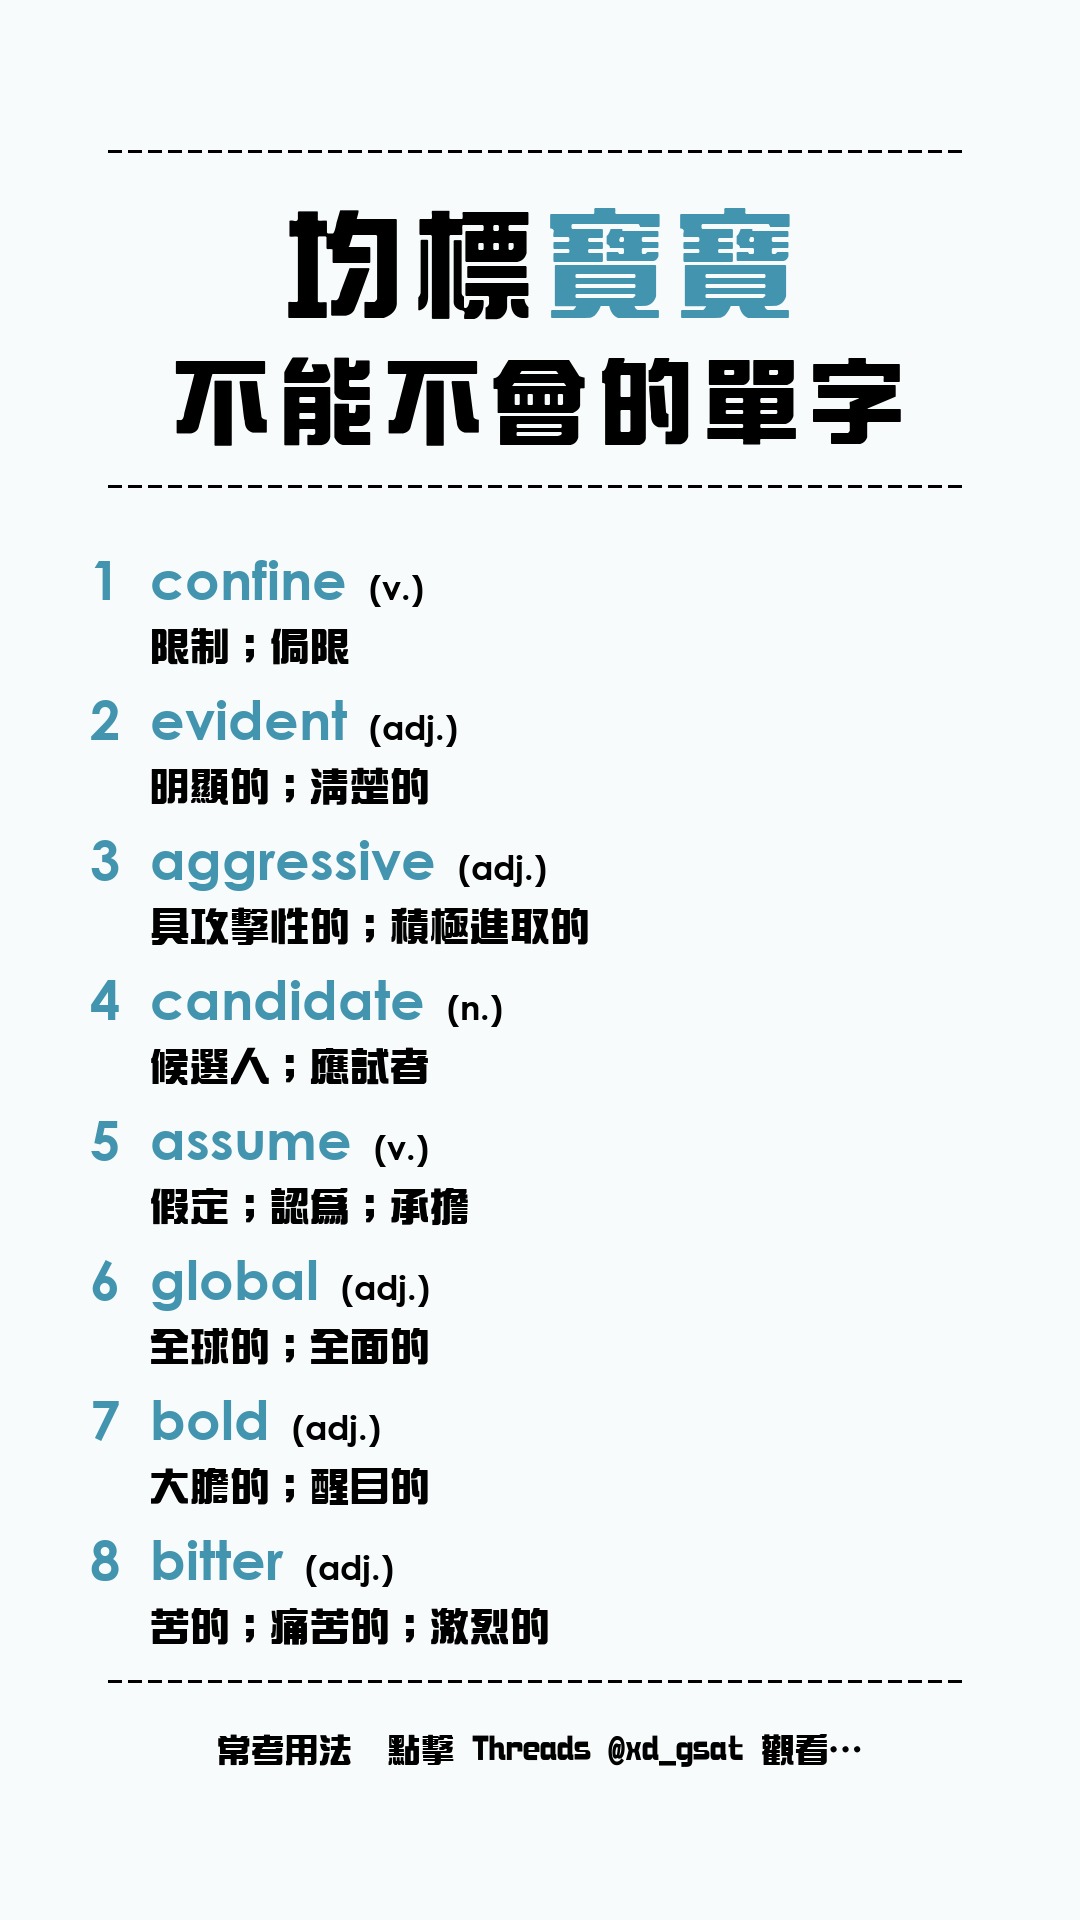 均標寶寶
不能不會的單字
1 confine (v.)
限制；侷限
2 evident (adj.)
明顯的；清楚的
3 aggressive (adj.)
具攻擊性的；積極進取的
4 candidate (n.)
候選人；應試者
5 assume (v.)
假定；認為；承擔
6 global (adj.)
全球的；全面的
7 bold (adj.)
大膽的；醒目的
8 bitter (adj.)
苦的；痛苦的；激烈的
常考用法 點擊 Threads @xd_gsat 觀看…